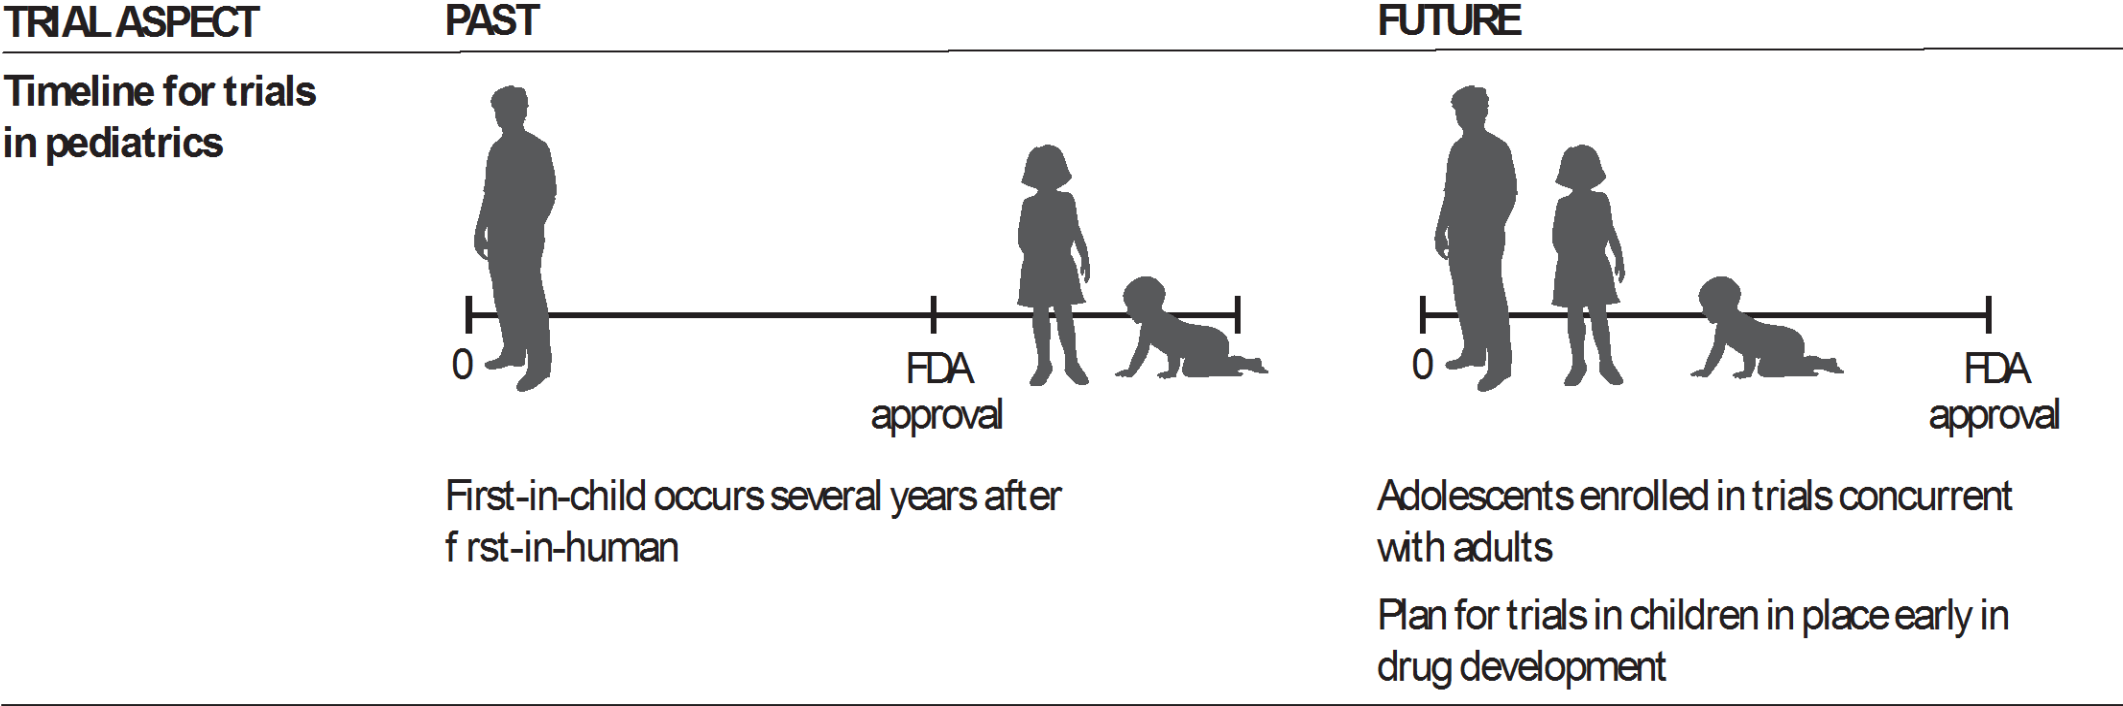 TRIAL ASPECT PAST FUTURE
Timeline for trials
in pediatrics
0
FDA
approval
First-in-child occurs several years after
f rst-in-human
0
FDA
approval
Adolescents enrolled in trials concurrent
with adults
Plan for trials in children in place early in
drug development